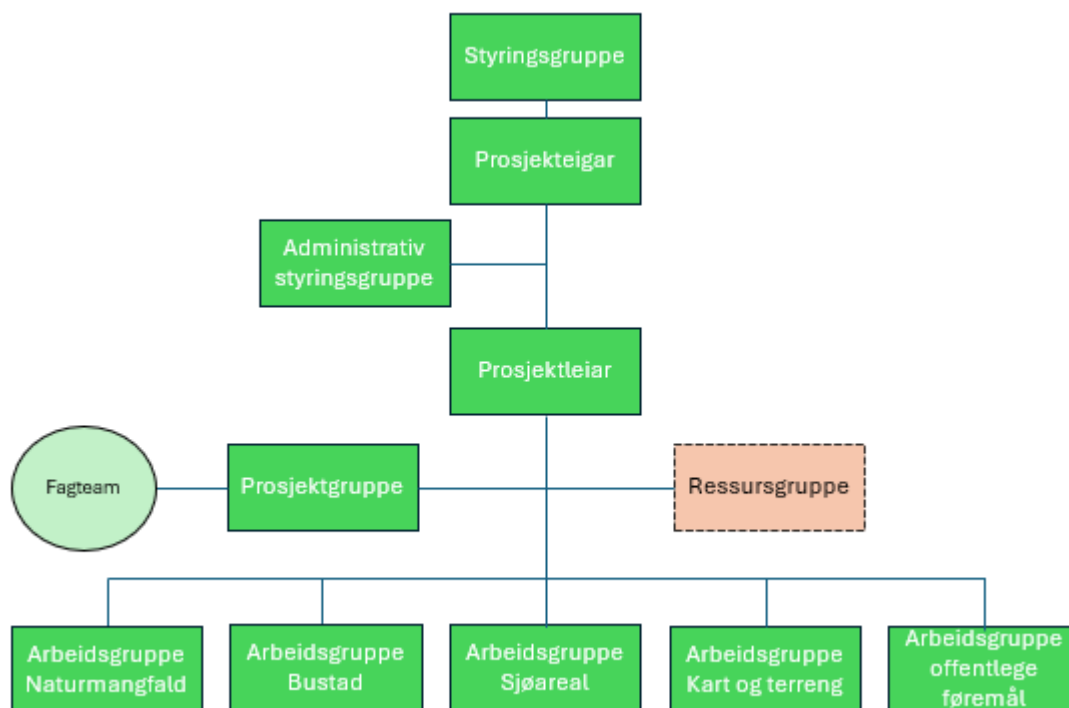 Styringsgruppe
Prosjekteigar
Administrativ
styringsgruppe
Prosjektleiar
Fagteam
Prosjektgruppe
Ressursgruppe
Arbeidsgruppe
Naturmangfald
Arbeidsgruppe
Bustad
Arbeidsgruppe
Sjøareal
Arbeidsgruppe
Kart og terreng
Arbeidsgruppe
offentlege
føremål